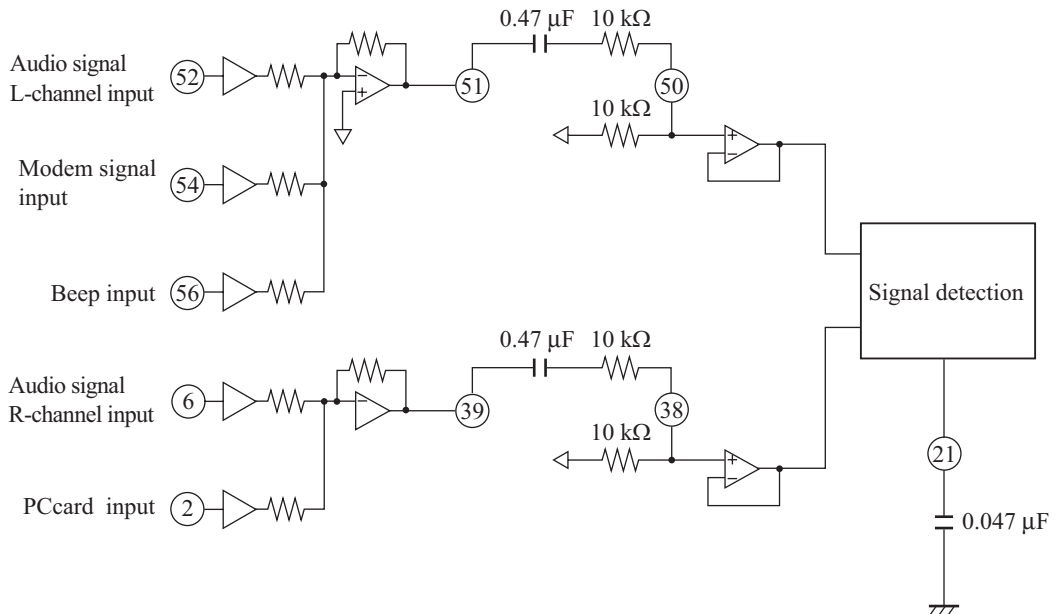 0.47 µF
10 kΩ
Audio signal
L-channel input
52
−
+
51
50
10 kΩ
+
−
Modem signal
input
54
Beep input
56
Signal detection
0.47 µF
10 kΩ
Audio signal
R-channel input
6
−
39
38
10 kΩ
+
−
21
PCcard input
2
0.047 µF